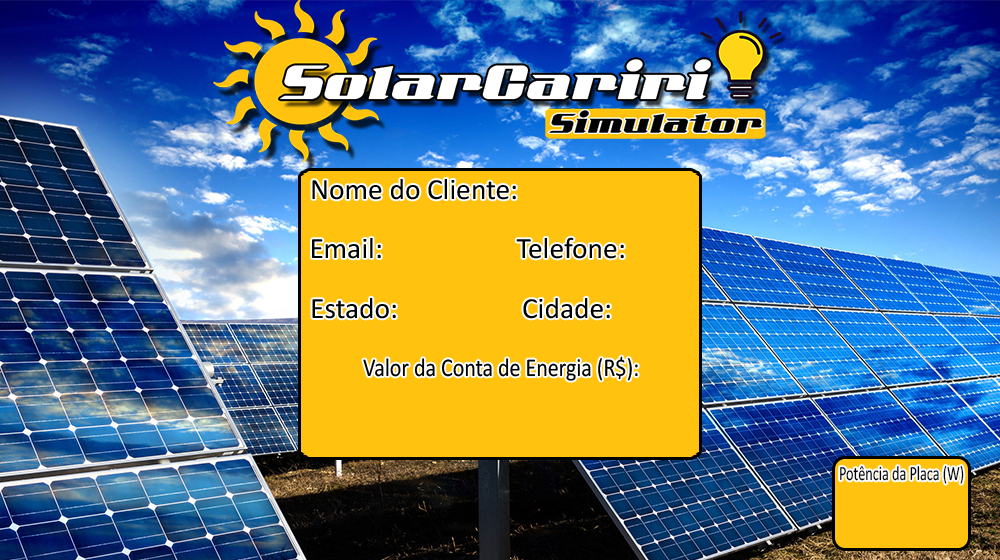 SolarCariri
Simulator
Nome do Cliente:
Email: Telefone:
Estado: Cidade:
Valor da Conta de Energia (R$):
Potência da Placa (W)